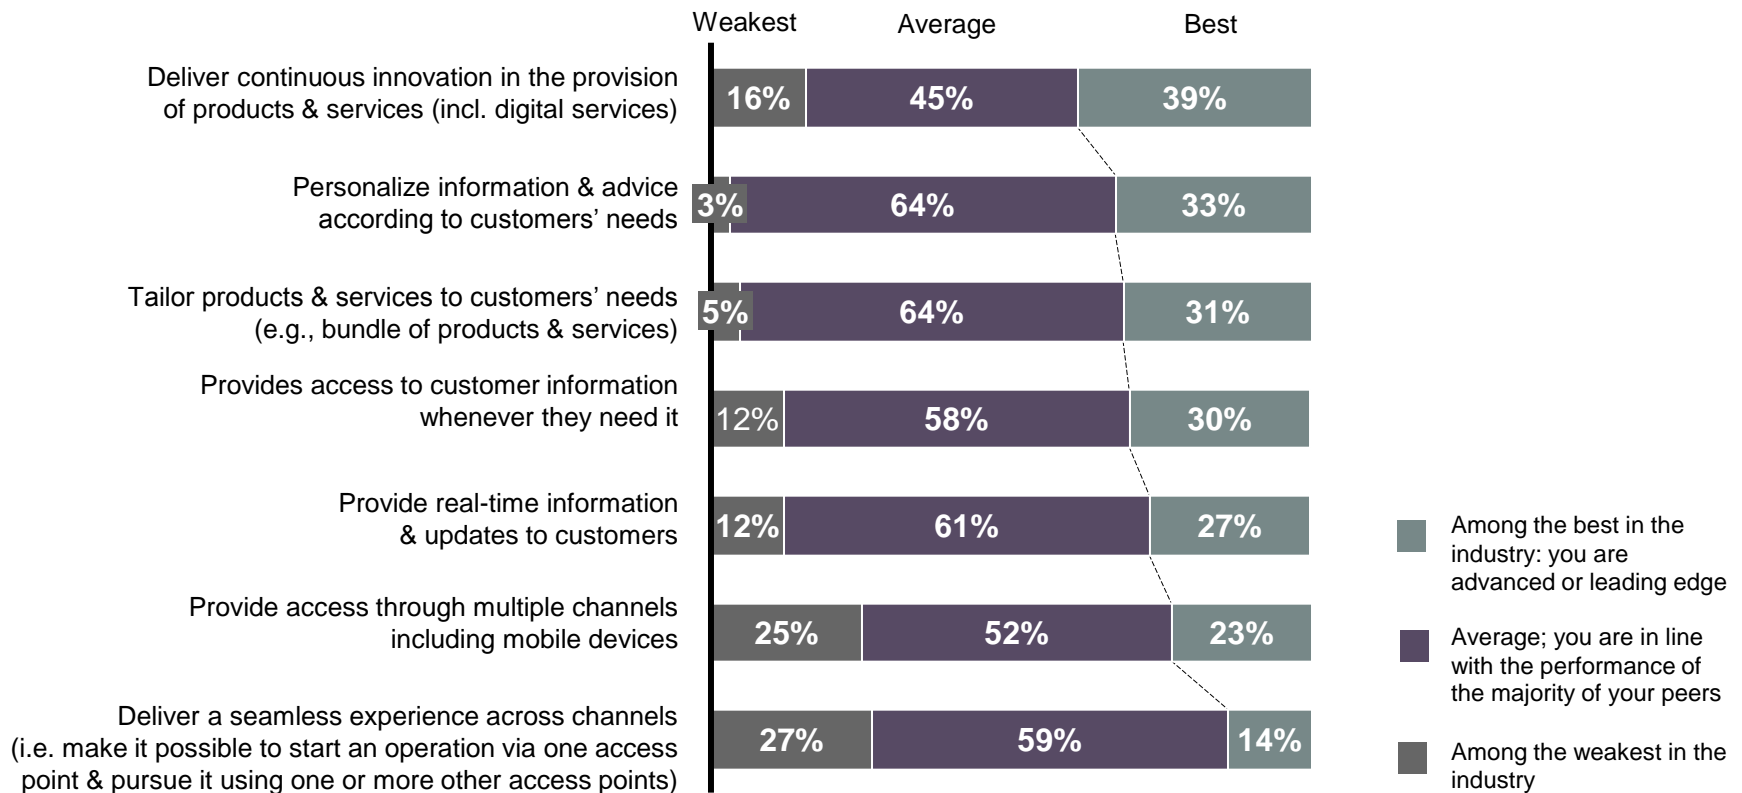 Weakest Average Best
Deliver continuous innovation in the provision
of products & services (incl. digital services)
16% 45% 39%
Personalize information & advice
according to customers’ needs
3% 64% 33%
Tailor products & services to customers’ needs
(e.g., bundle of products & services)
5% 64% 31%
Provides access to customer information
whenever they need it
12% 58% 30%
Provide real-time information
& updates to customers
12% 61% 27%
Provide access through multiple channels
including mobile devices
25% 52% 23%
Deliver a seamless experience across channels
(i.e. make it possible to start an operation via one access
point & pursue it using one or more other access points)
27% 59% 14%
Among the best in the
industry: you are
advanced or leading edge
Average; you are in line
with the performance of
the majority of your peers
Among the weakest in the
industry